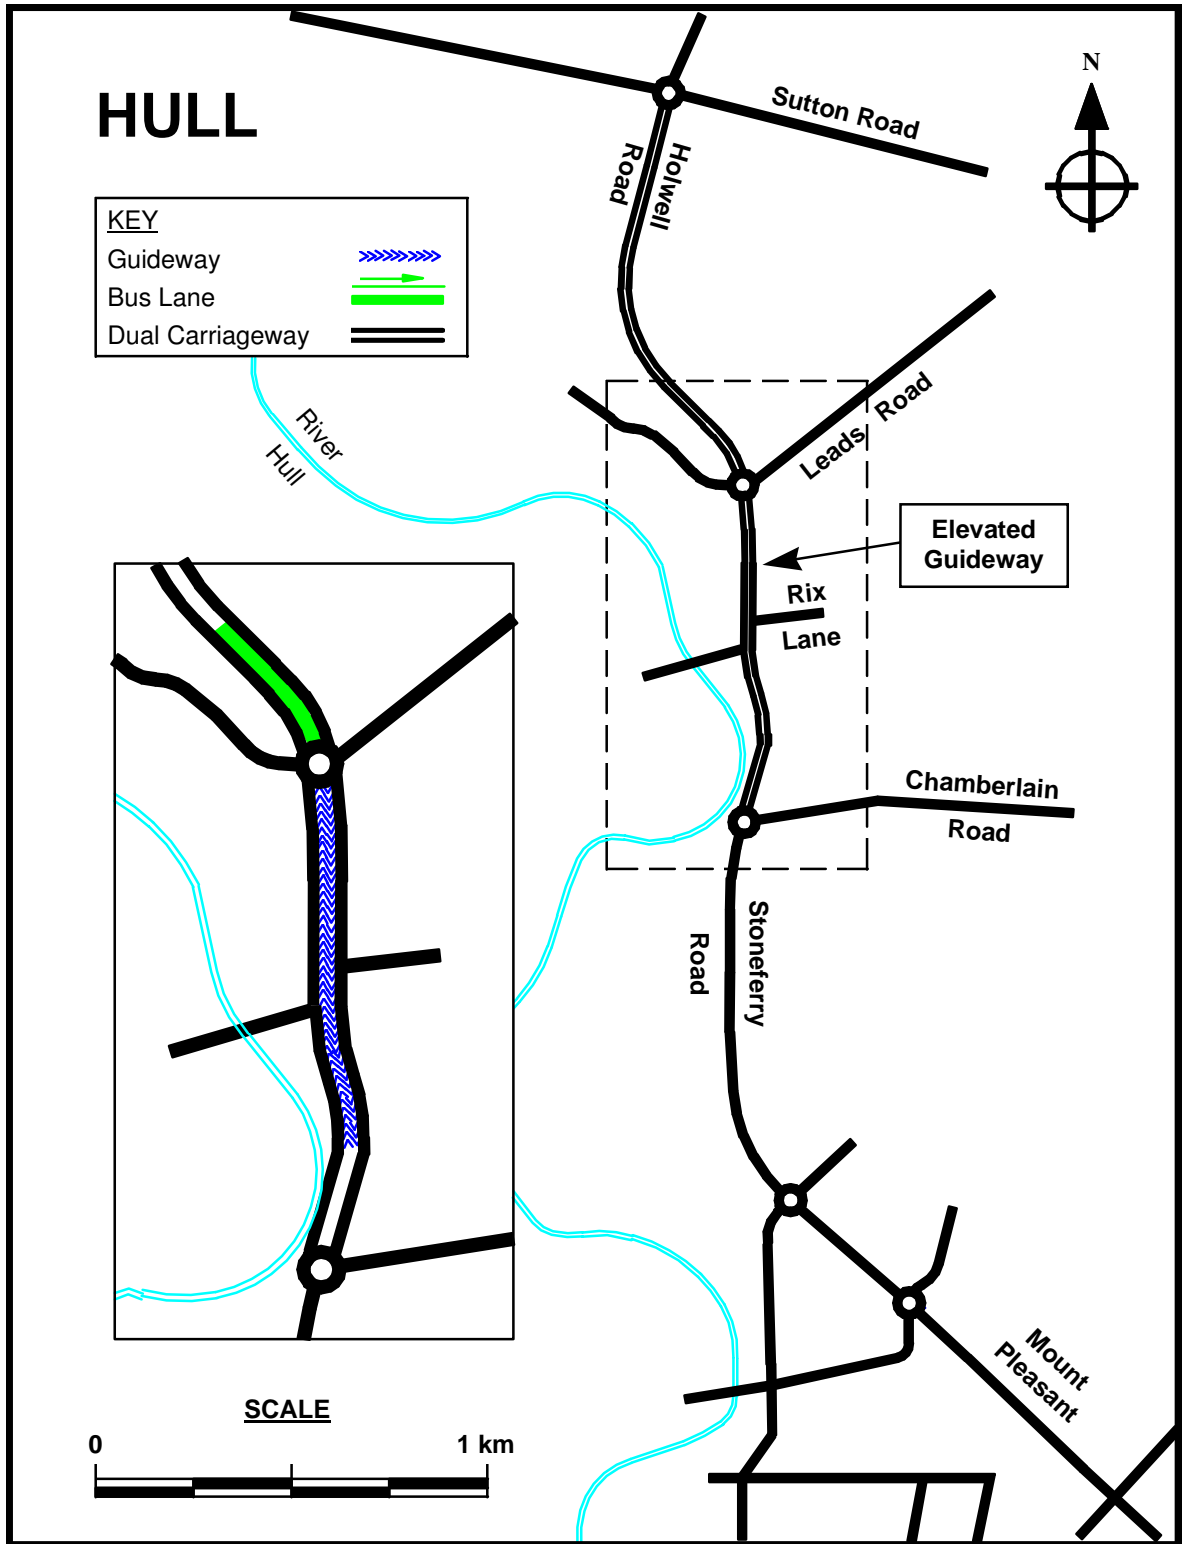 HULL
N
Sutton Road
Holwell
Road
KEY
Guideway
Bus Lane
Dual Carriageway
River
Hull
Leads Road
Elevated
Guideway
Rix
Lane
Chamberlain
Road
Stoneferry
Road
Mount
Pleasant
SCALE
0 1 km